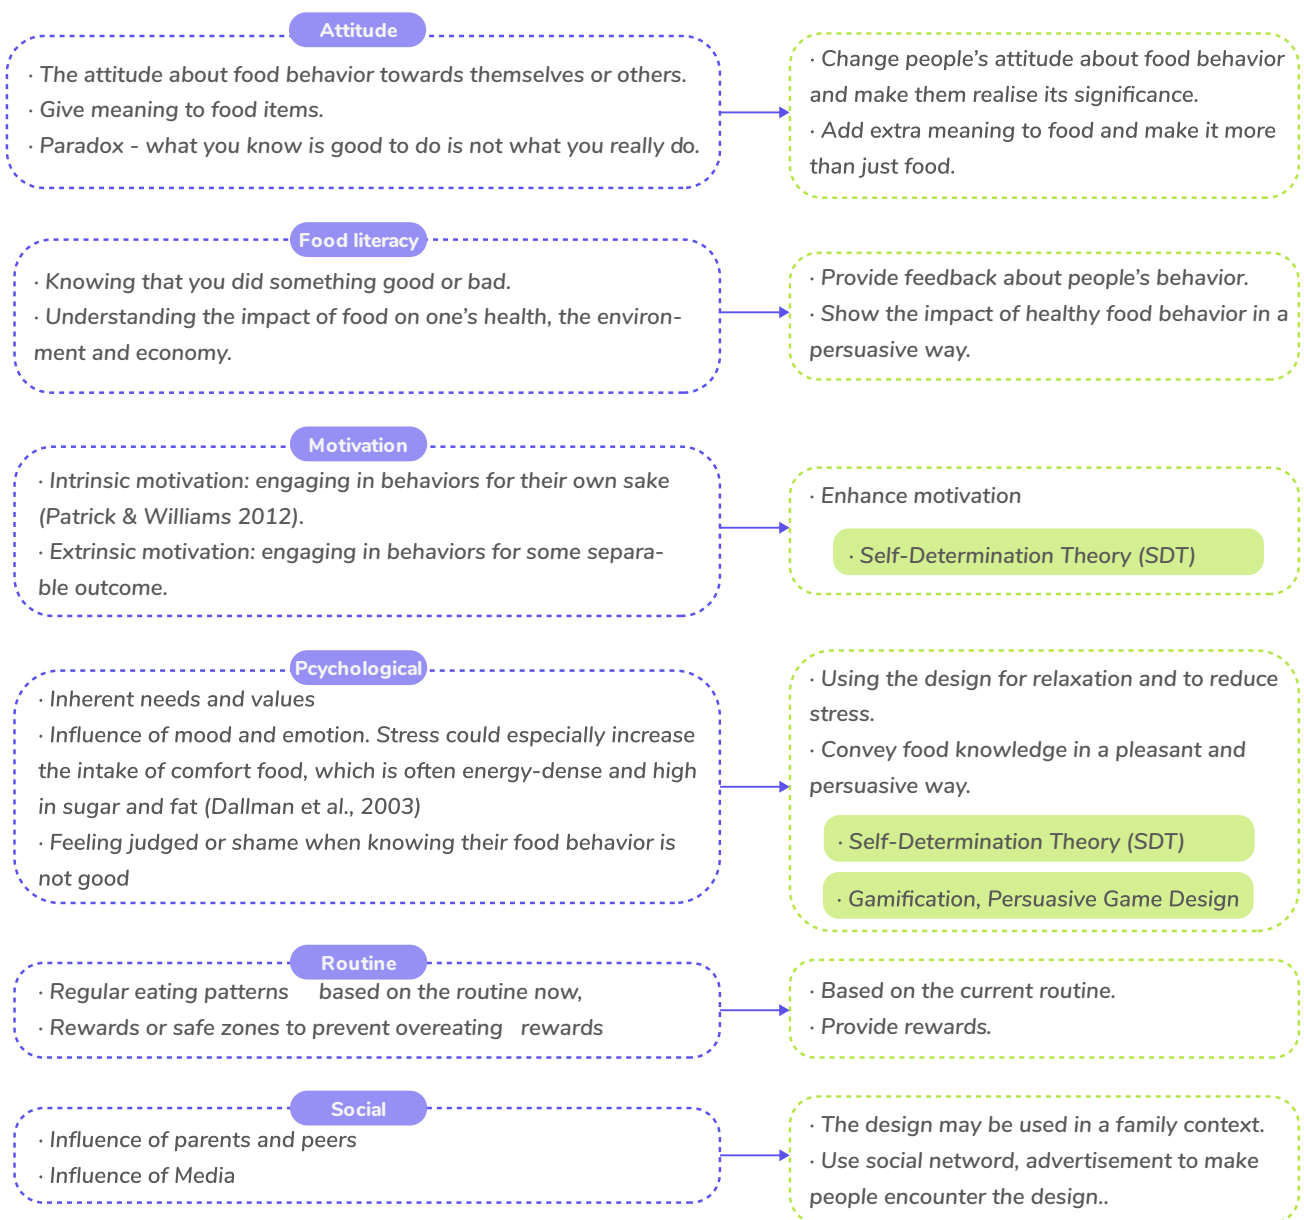 Attitude
· The attitude about food behavior towards themselves or others.
· Give meaning to food items.
· Paradox - what you know is good to do is not what you really do.
· Change people's attitude about food behavior
and make them realise its significance.
· Add extra meaning to food and make it more
than just food.
Food literacy
· Knowing that you did something good or bad.
· Understanding the impact of food on one's health, the environ-
ment and economy.
· Provide feedback about people's behavior.
· Show the impact of healthy food behavior in a
persuasive way.
Motivation
· Intrinsic motivation: engaging in behaviors for their own sake
(Patrick & Williams 2012).
· Extrinsic motivation: engaging in behaviors for some separa-
ble outcome.
· Enhance motivation
· Self-Determination Theory (SDT)
Pcychological
· Inherent needs and values
· Influence of mood and emotion. Stress could especially increase
the intake of comfort food, which is often energy-dense and high
in sugar and fat (Dallman et al., 2003)
· Feeling judged or shame when knowing their food behavior is
not good
· Using the design for relaxation and to reduce
stress.
· Convey food knowledge in a pleasant and
persuasive way.
· Self-Determination Theory (SDT)
· Gamification, Persuasive Game Design
Routine
· Regular eating patterns based on the routine now,
· Rewards or safe zones to prevent overeating rewards
· Based on the current routine.
· Provide rewards.
Social
· Influence of parents and peers
· Influence of Media
· The design may be used in a family context.
· Use social netword, advertisement to make
people encounter the design..